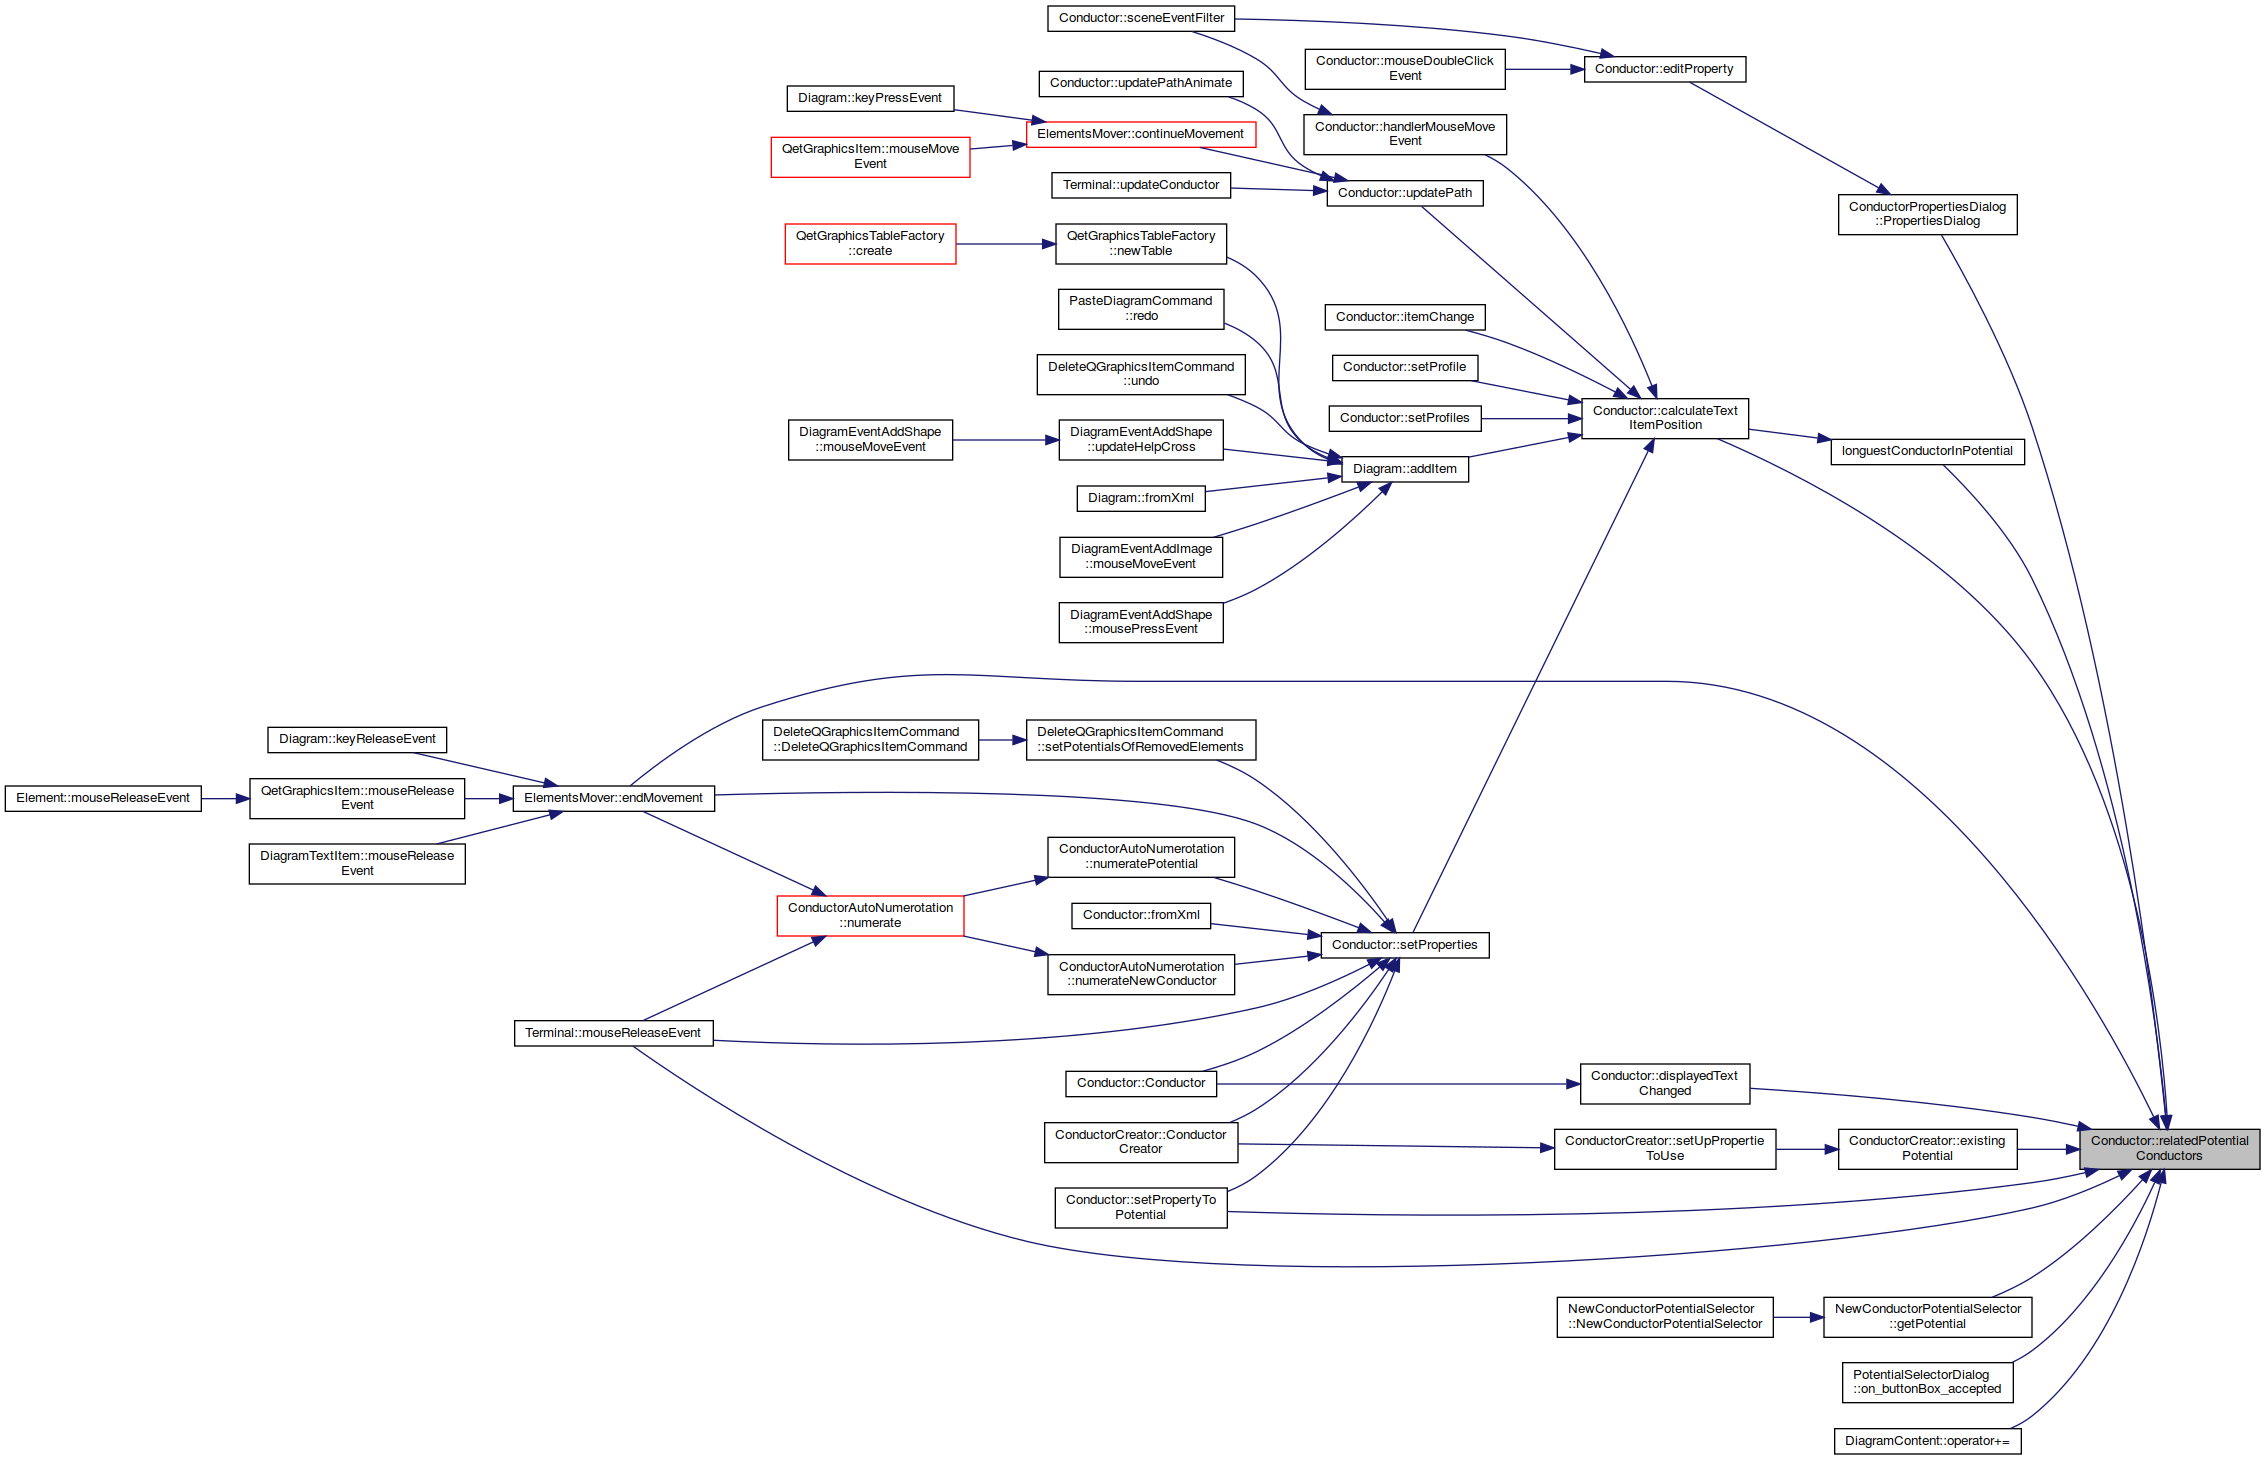 Conductor::sceneEventFilter
Conductor::mouseDoubleClick
Event
Conductor::editProperty
Conductor::updatePathAnimate
Diagram::keyPressEvent
ElementsMover::continueMovement
Conductor::handlerMouseMove
Event
QetGraphicsItem::mouseMove
Event
Terminal::updateConductor
Conductor::updatePath
ConductorPropertiesDialog
::PropertiesDialog
QetGraphicsTableFactory
::create
QetGraphicsTableFactory
::newTable
PasteDiagramCommand
::redo
Conductor::itemChange
DeleteQGraphicsItemCommand
::undo
Conductor::setProfile
Conductor::setProfiles
Conductor::calculateText
ItemPosition
DiagramEventAddShape
::mouseMoveEvent
DiagramEventAddShape
::updateHelpCross
longuestConductorInPotential
Diagram::addItem
Diagram::fromXml
DiagramEventAddImage
::mouseMoveEvent
DiagramEventAddShape
::mousePressEvent
Diagram::keyReleaseEvent
DeleteQGraphicsItemCommand
::DeleteQGraphicsItemCommand
DeleteQGraphicsItemCommand
::setPotentialsOfRemovedElements
Element::mouseReleaseEvent
QetGraphicsItem::mouseRelease
Event
ElementsMover::endMovement
DiagramTextItem::mouseRelease
Event
ConductorAutoNumerotation
::numeratePotential
ConductorAutoNumerotation
::numerate
Conductor::fromXml
Conductor::setProperties
ConductorAutoNumerotation
::numerateNewConductor
Terminal::mouseReleaseEvent
Conductor::Conductor
Conductor::displayedText
Changed
ConductorCreator::Conductor
Creator
ConductorCreator::setUpPropertie
ToUse
ConductorCreator::existing
Potential
Conductor::relatedPotential
Conductors
Conductor::setPropertyTo
Potential
NewConductorPotentialSelector
::NewConductorPotentialSelector
NewConductorPotentialSelector
::getPotential
PotentialSelectorDialog
::on_buttonBox_accepted
DiagramContent::operator+=